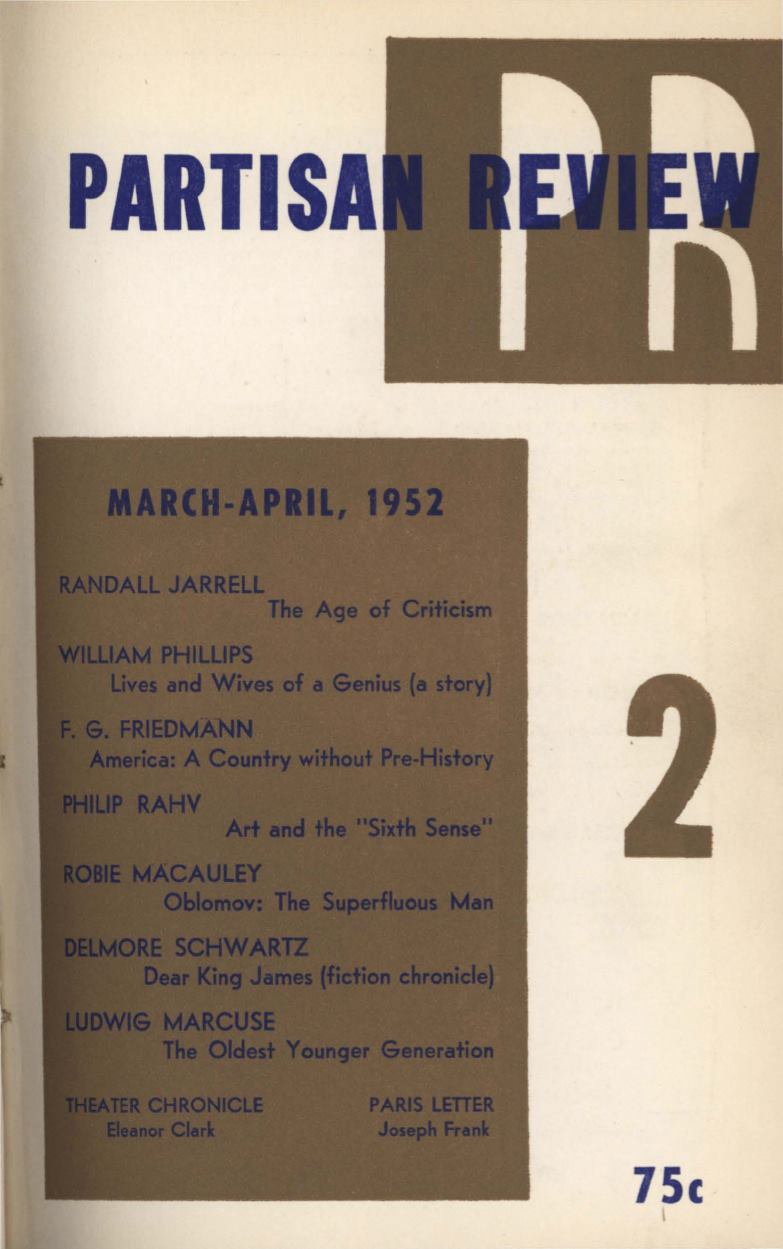 PR
PARTISAN REVIEW
MARCH-APRIL, 1952
RANDALL JARRELL
The Age of Criticism
WILLIAM PHILLIPS
Lives and Wives of a Genius (a story)
F. G. FRIEDMANN
America: A Country without Pre-History
PHILIP RAHV
Art and the "Sixth Sense"
ROBIE MACAULEY
Oblomov: The Superfluous Man
DELMORE SCHWARTZ
Dear King James (fiction chronicle)
LUDWIG MARCUSE
The Oldest Younger Generation
THEATER CHRONICLE
Eleanor Clark
PARIS LETTER
Joseph Frank
2
75c